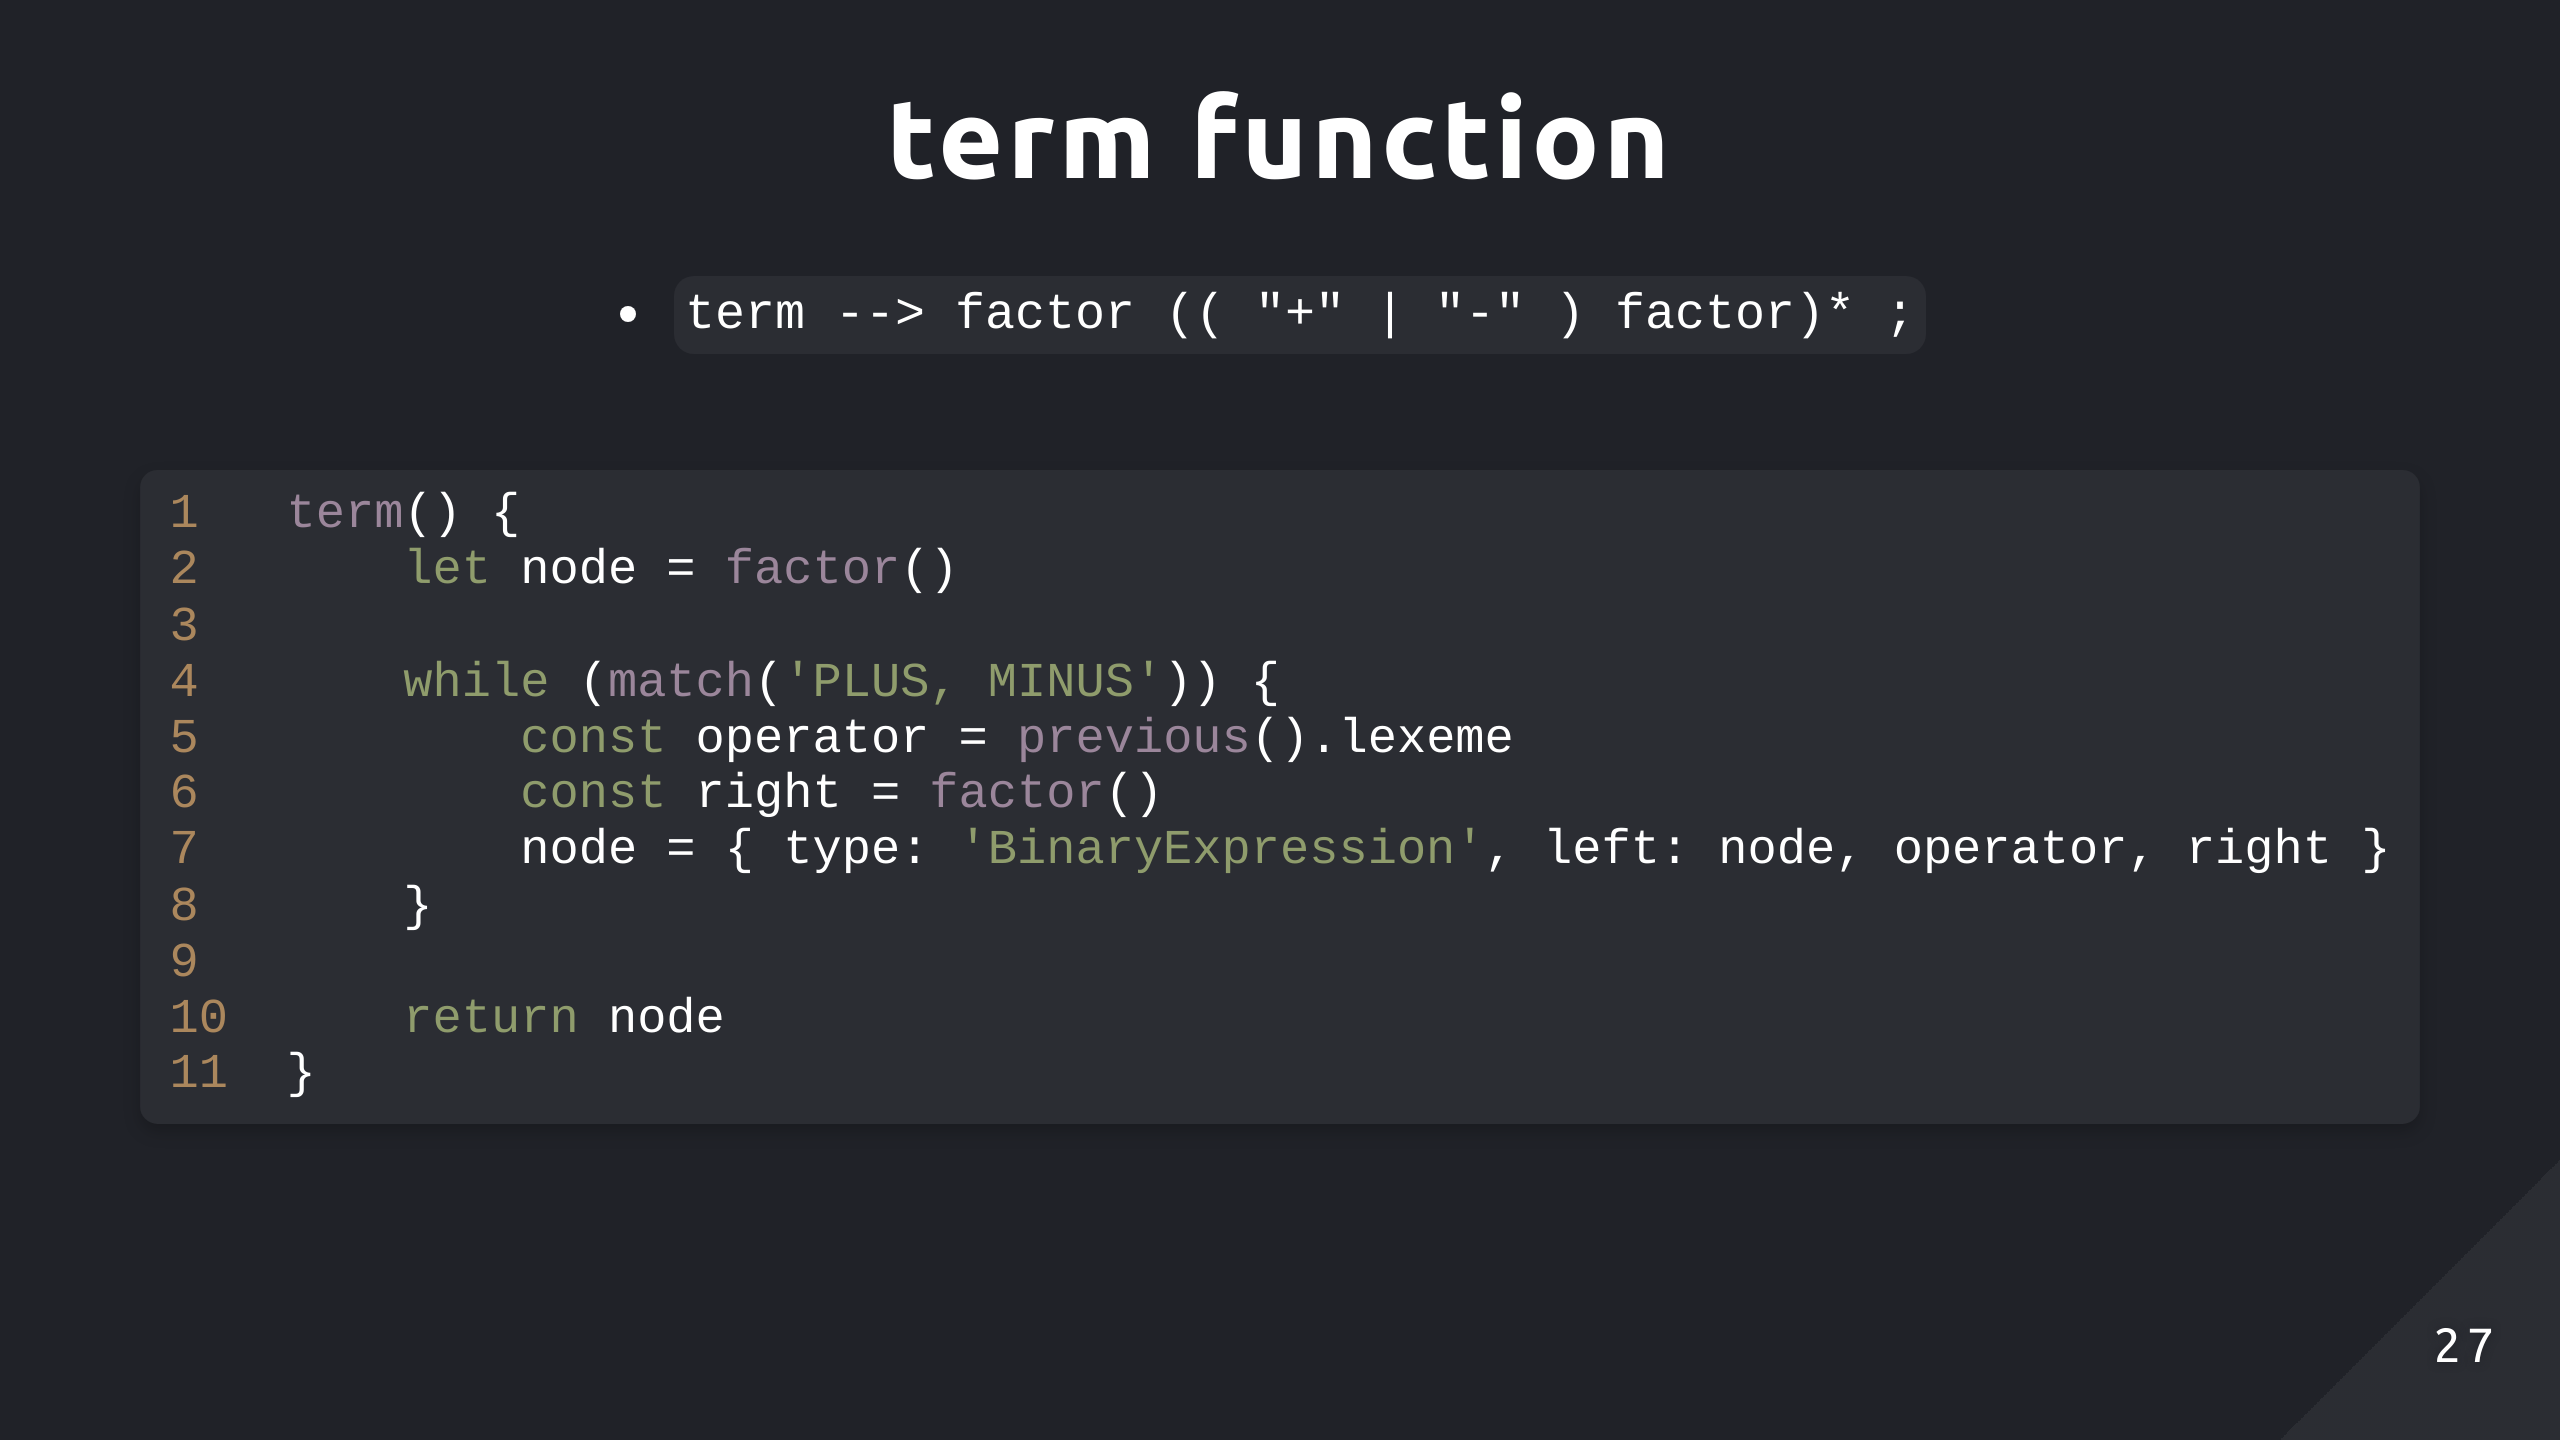 term function
• term --> factor (( "+" | "-" ) factor)* ;
1   term() {
2       let node = factor()
3
4       while (match('PLUS, MINUS')) {
5           const operator = previous().lexeme
6           const right = factor()
7           node = { type: 'BinaryExpression', left: node, operator, right }
8       }
9
10      return node
11  }
27